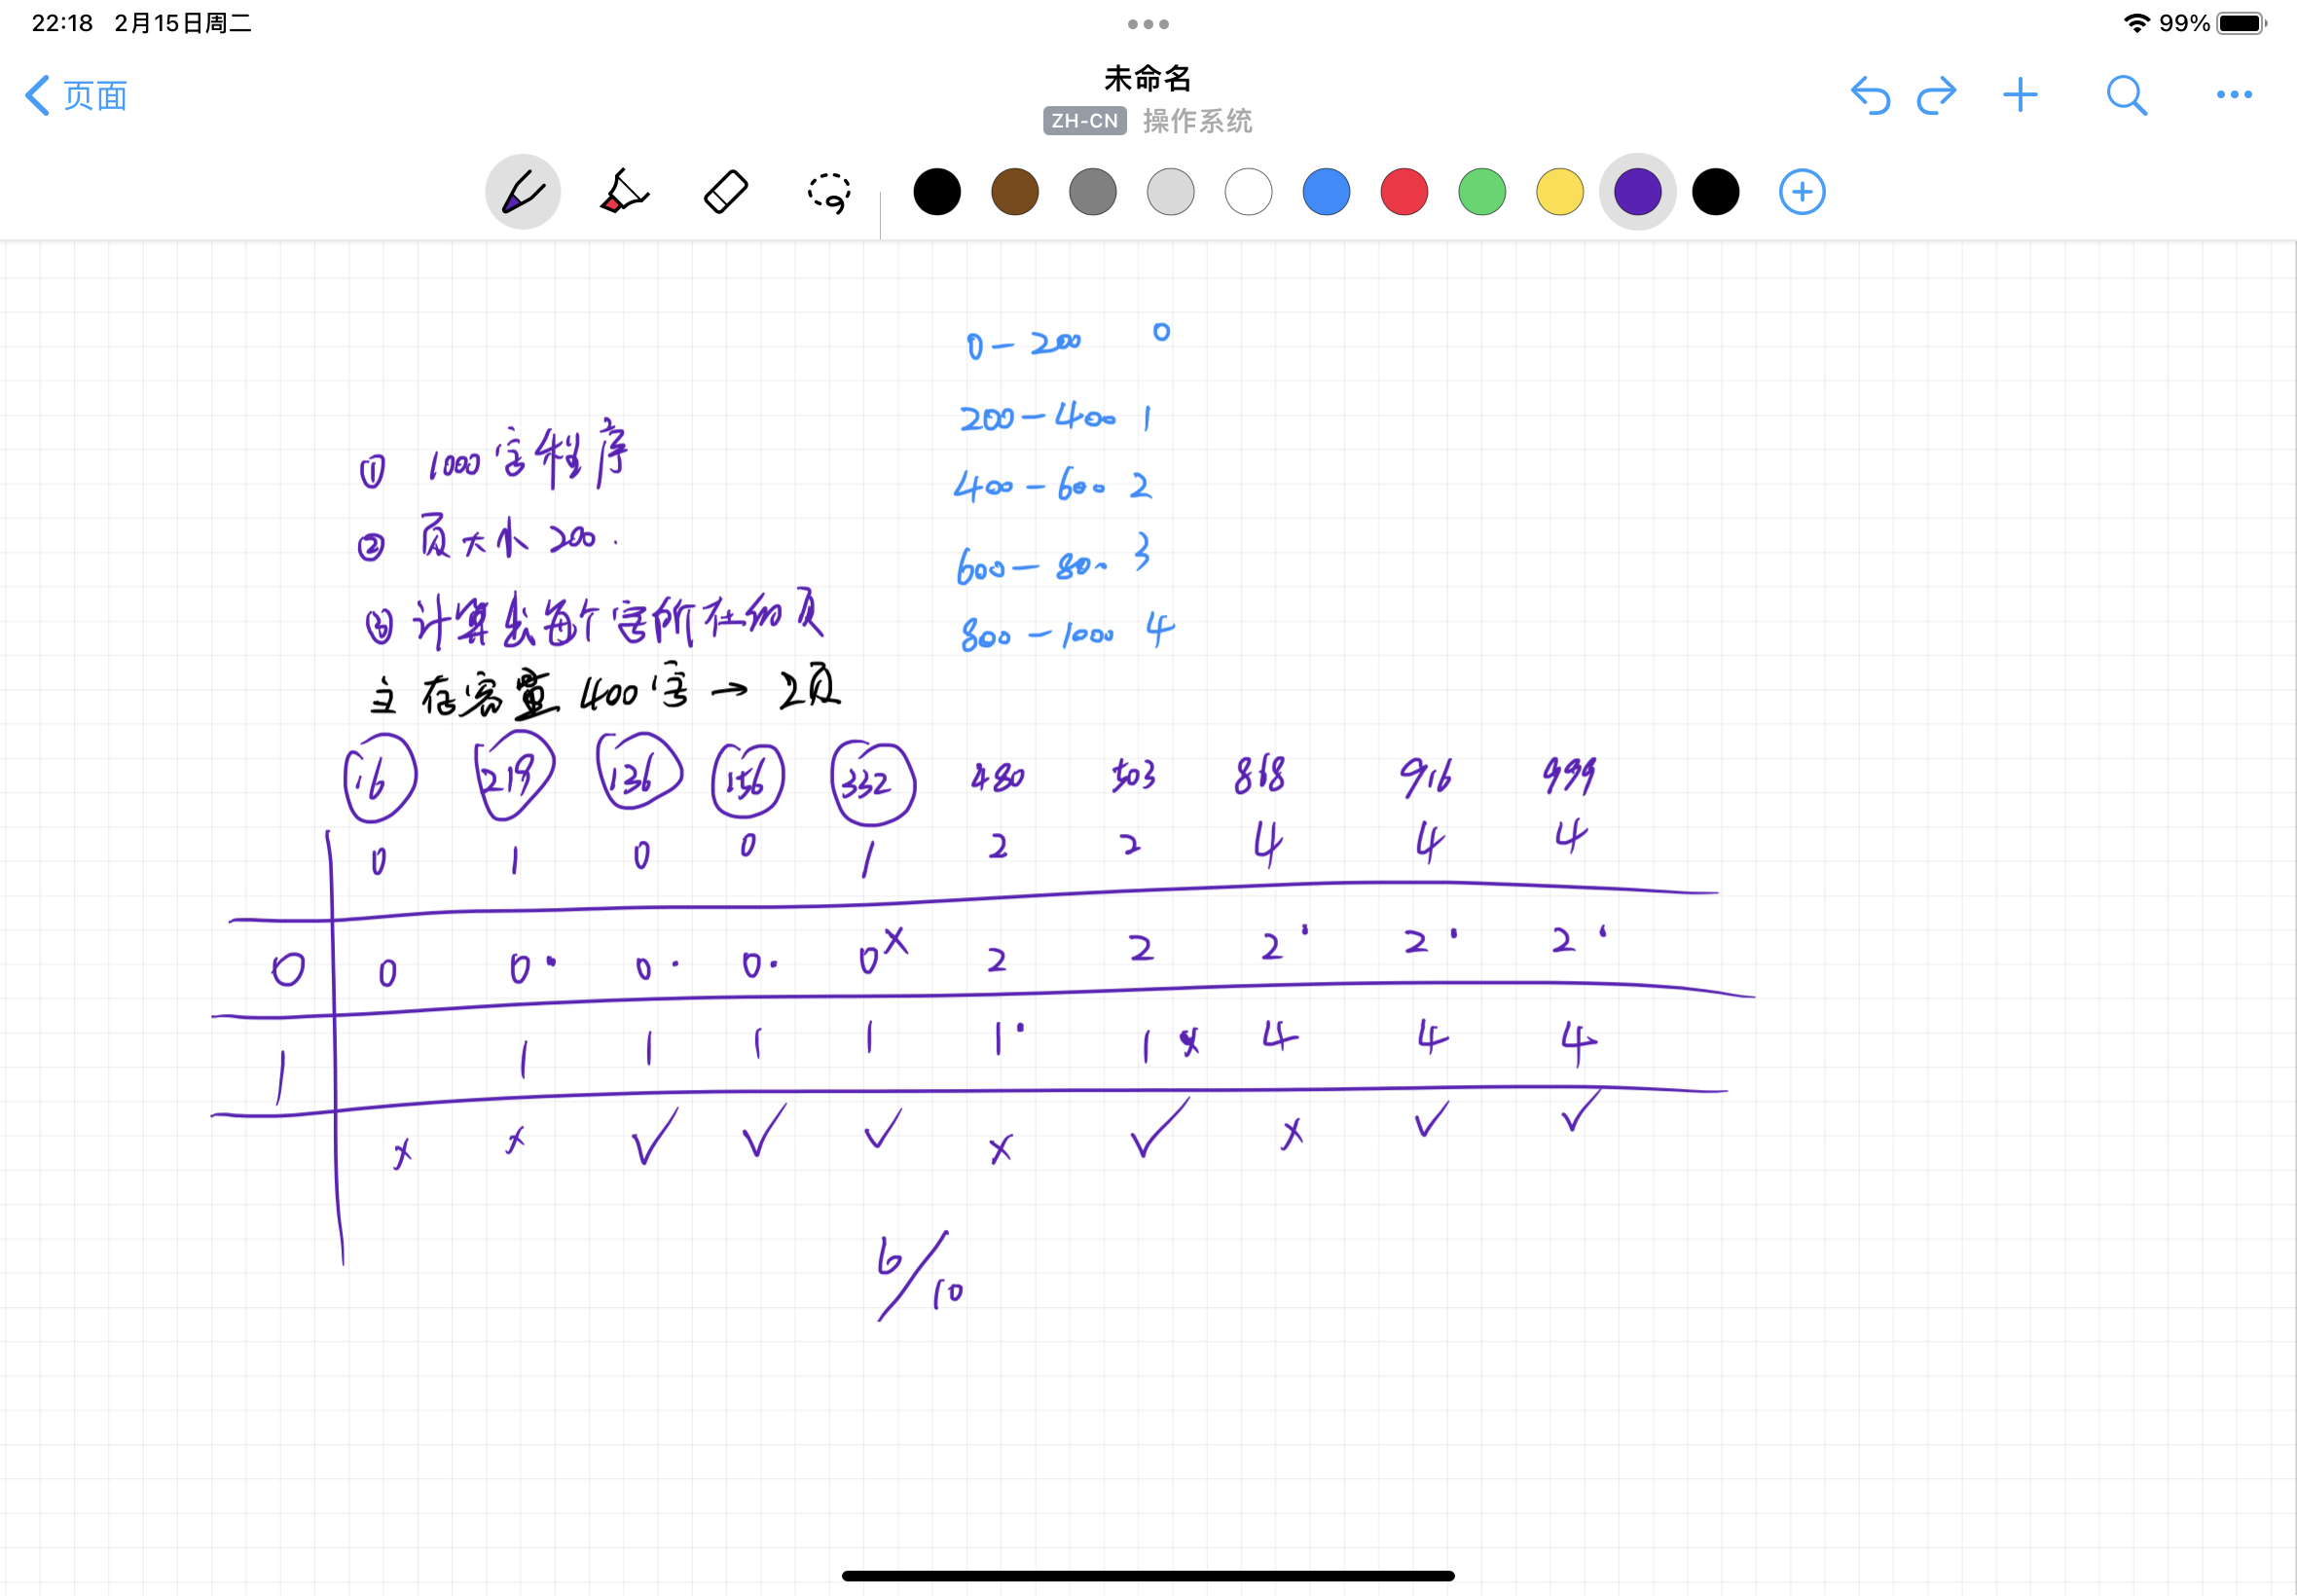 22:18 2月15日周二
99%
页面
未命名
ZH-CN 操作系统
0-200 0
200-400 1
400-600 2
600-800 3
800-1000 4
① 1000字程序
② 页大小200.
③ 计算出每个字所在的页
主存容量400字→2页
16 219 136 156 332 480 503 868 916 999
0 1 0 0 1 2 2 4 4 4
0 0 0· 0· 0· 0× 2 2 2· 2· 2·
1 1 1 1 1 1· 1× 4 4 4
× × ✓ ✓ ✓ × ✓ × ✓ ✓
6/10